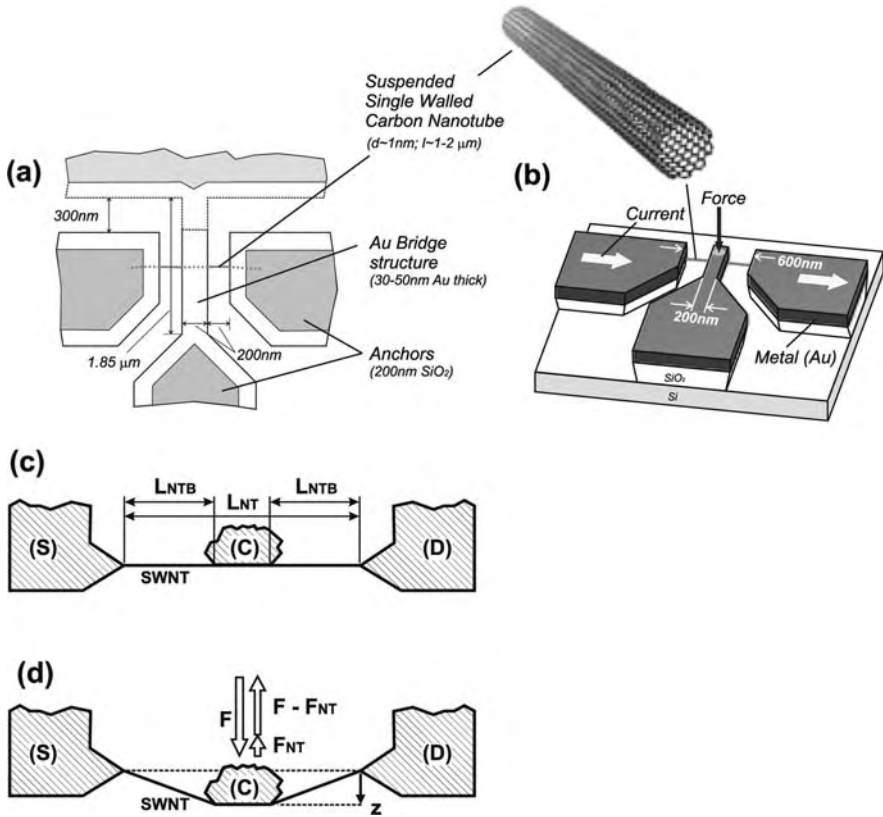 Suspended
Single Walled
Carbon Nanotube
(d~1nm; l~1-2 μm)
(a)
300nm
Au Bridge
structure
(30-50nm Au thick)
1.85 μm
200nm
Anchors
(200nm SiO₂)
(b)
Force
Current
600nm
200nm
Metal (Au)
SiO₂
Si
(c)
LNTB LNT LNTB
(S) (C) (D)
SWNT
(d)
F F - FNT
FNT
(S) (C) (D)
SWNT z